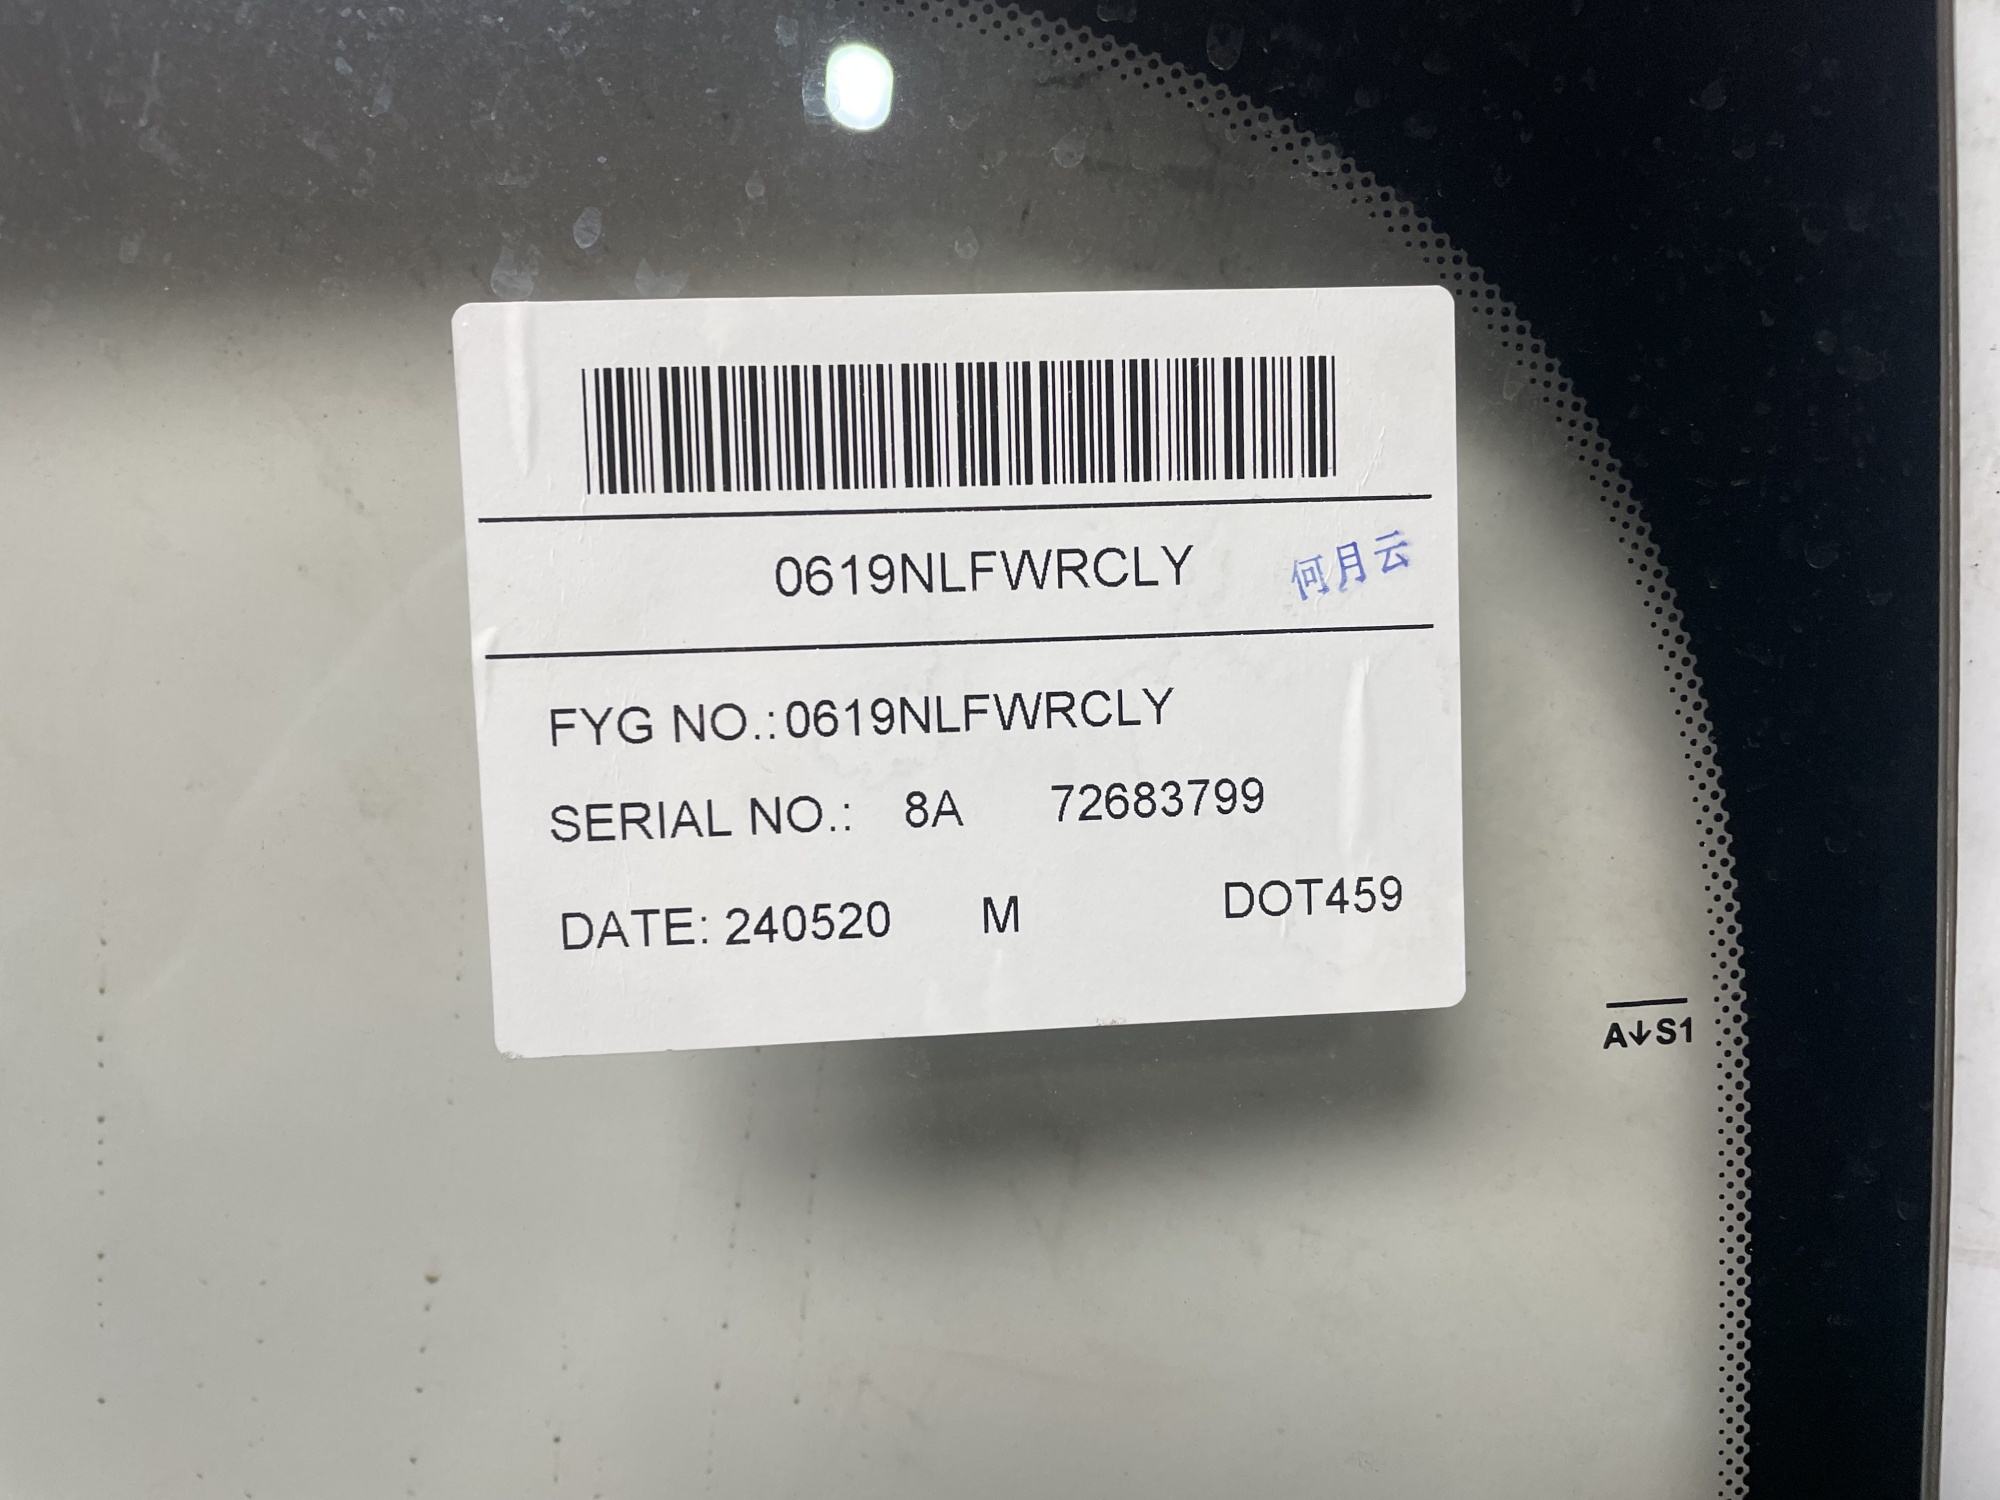 0619NLFWRCLY 何月云
FYG NO.:0619NLFWRCLY
SERIAL NO.: 8A 72683799
DATE: 240520 M DOT459
A↓S1